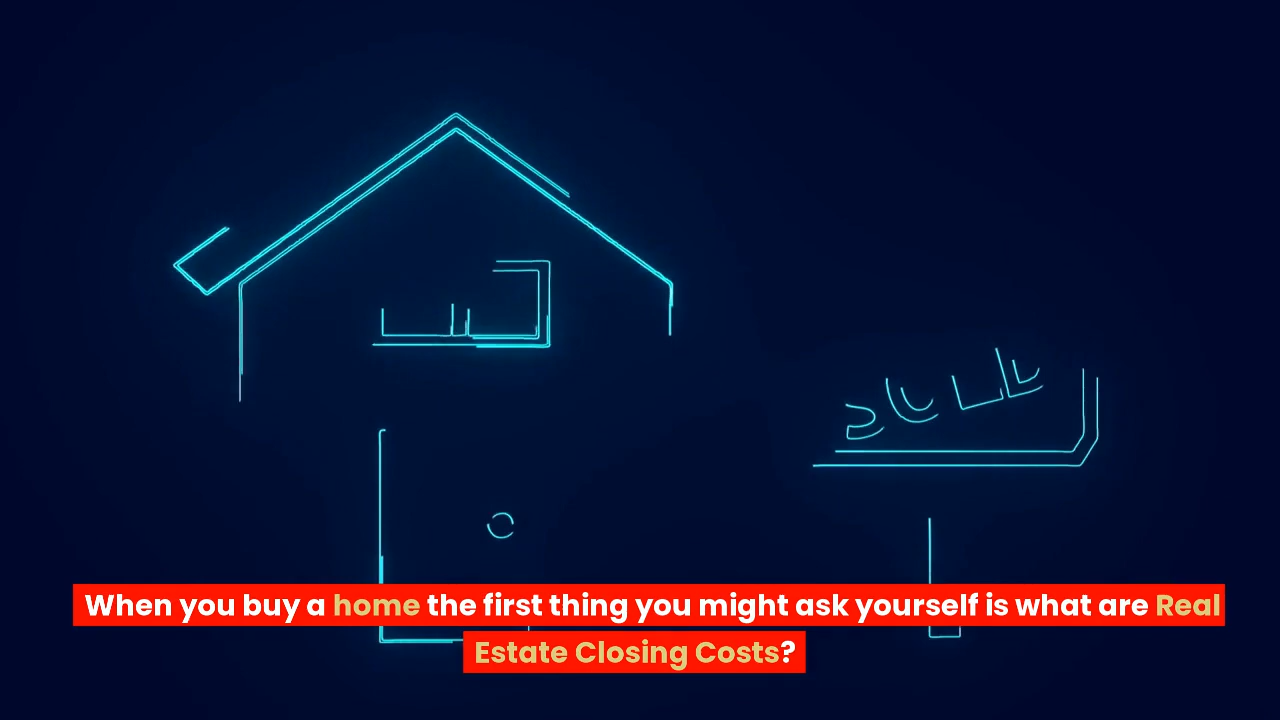 When you buy a home the first thing you might ask yourself is what are Real
Estate Closing Costs?